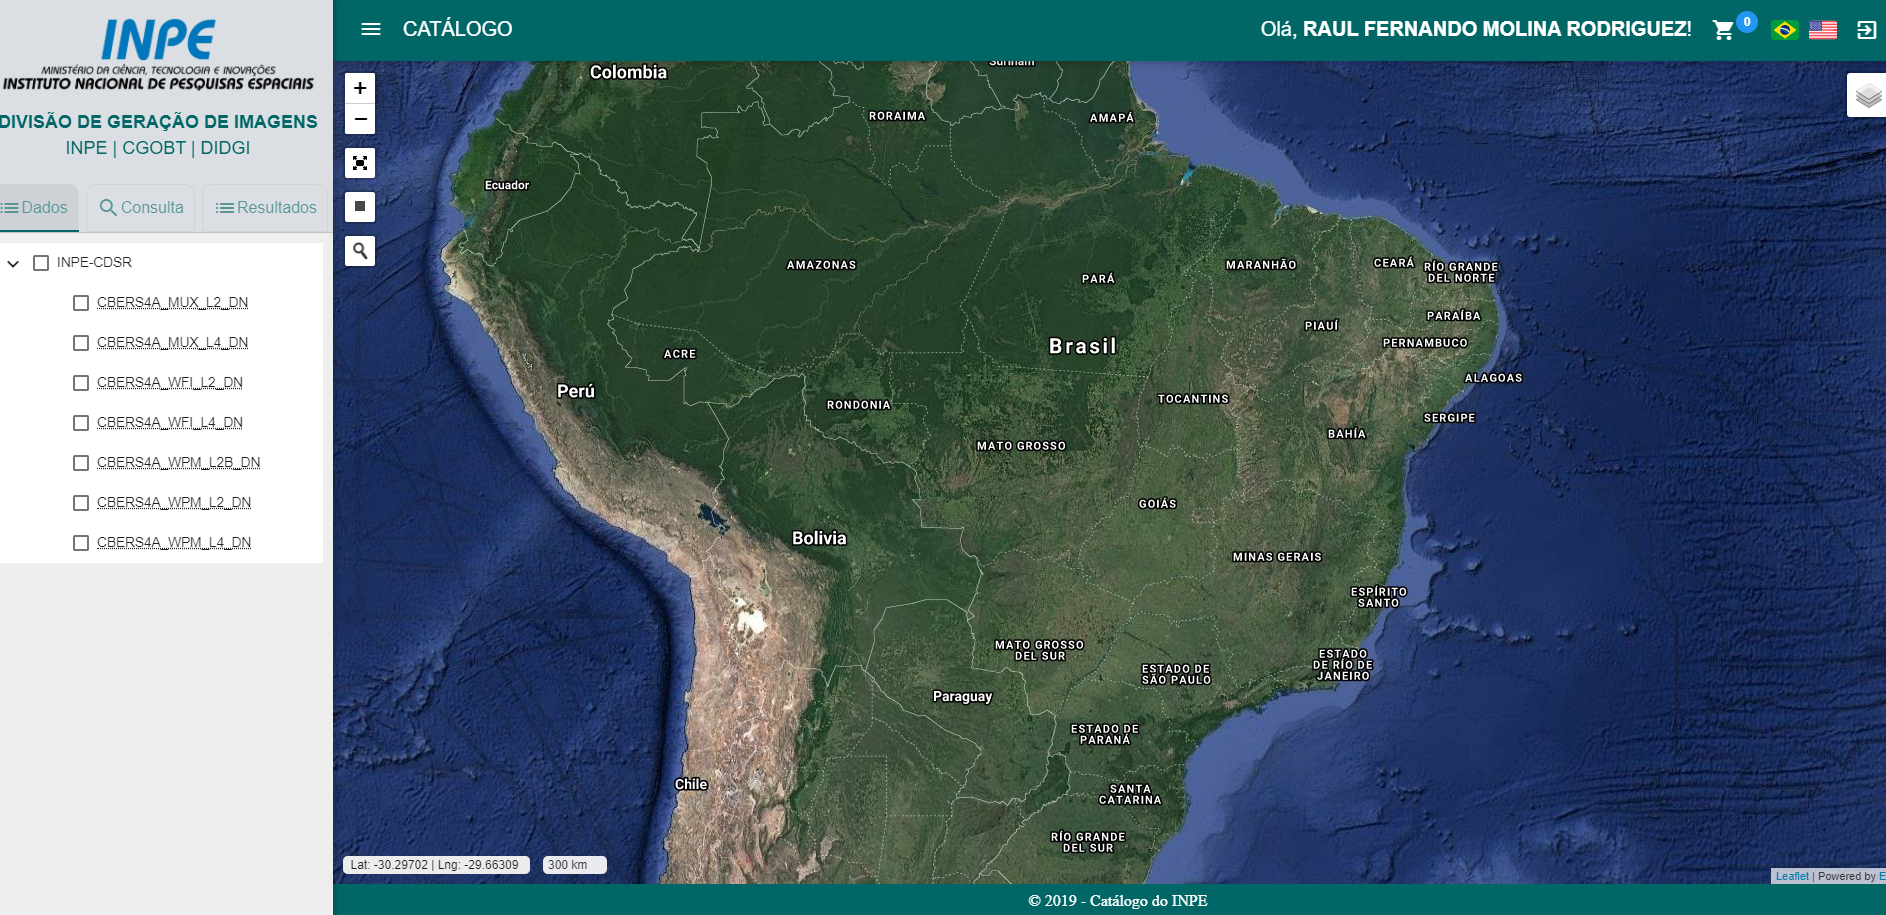 INPE
MINISTÉRIO DA CIÊNCIA, TECNOLOGIA E INOVAÇÕES
INSTITUTO NACIONAL DE PESQUISAS ESPACIAIS
DIVISÃO DE GERAÇÃO DE IMAGENS
INPE | CGOBT | DIDGI
Dados
Consulta
Resultados
INPE-CDSR
CBERS4A_MUX_L2_DN
CBERS4A_MUX_L4_DN
CBERS4A_WFI_L2_DN
CBERS4A_WFI_L4_DN
CBERS4A_WPM_L2B_DN
CBERS4A_WPM_L2_DN
CBERS4A_WPM_L4_DN
CATÁLOGO
Olá, RAUL FERNANDO MOLINA RODRIGUEZ!
0
+
−
Colombia
Surinam
RORAIMA
AMAPÁ
Ecuador
AMAZONAS
PARÁ
MARANHÃO
CEARÁ
RÍO GRANDE
DEL NORTE
PARAÍBA
PIAUÍ
PERNAMBUCO
Brasil
ACRE
ALAGOAS
Perú
RONDONIA
TOCANTINS
SERGIPE
BAHÍA
MATO GROSSO
GOIÁS
Bolivia
MINAS GERAIS
ESPÍRITO
SANTO
MATO GROSSO
DEL SUR
ESTADO
DE RÍO DE
JANEIRO
ESTADO DE
SÃO PAULO
Paraguay
ESTADO DE
PARANÁ
Chile
SANTA
CATARINA
RÍO GRANDE
DEL SUR
Lat: -30.29702 | Lng: -29.66309
300 km
Leaflet | Powered by E
© 2019 - Catálogo do INPE